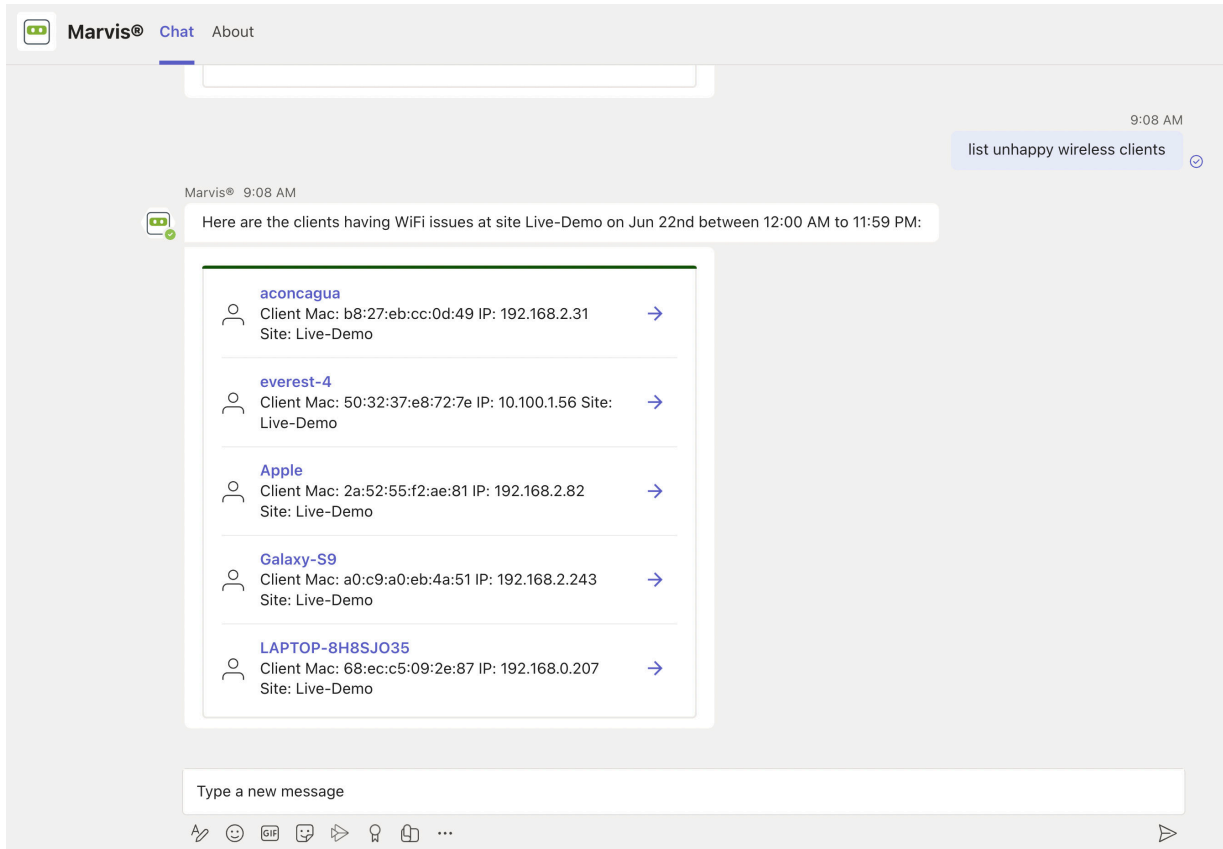 Marvis® Chat About
9:08 AM
list unhappy wireless clients
Marvis® 9:08 AM
Here are the clients having WiFi issues at site Live-Demo on Jun 22nd between 12:00 AM to 11:59 PM:
aconcagua
Client Mac: b8:27:eb:cc:0d:49 IP: 192.168.2.31
Site: Live-Demo
everest-4
Client Mac: 50:32:37:e8:72:7e IP: 10.100.1.56 Site:
Live-Demo
Apple
Client Mac: 2a:52:55:f2:ae:81 IP: 192.168.2.82
Site: Live-Demo
Galaxy-S9
Client Mac: a0:c9:a0:eb:4a:51 IP: 192.168.2.243
Site: Live-Demo
LAPTOP-8H8SJO35
Client Mac: 68:ec:c5:09:2e:87 IP: 192.168.0.207
Site: Live-Demo
Type a new message
GIF